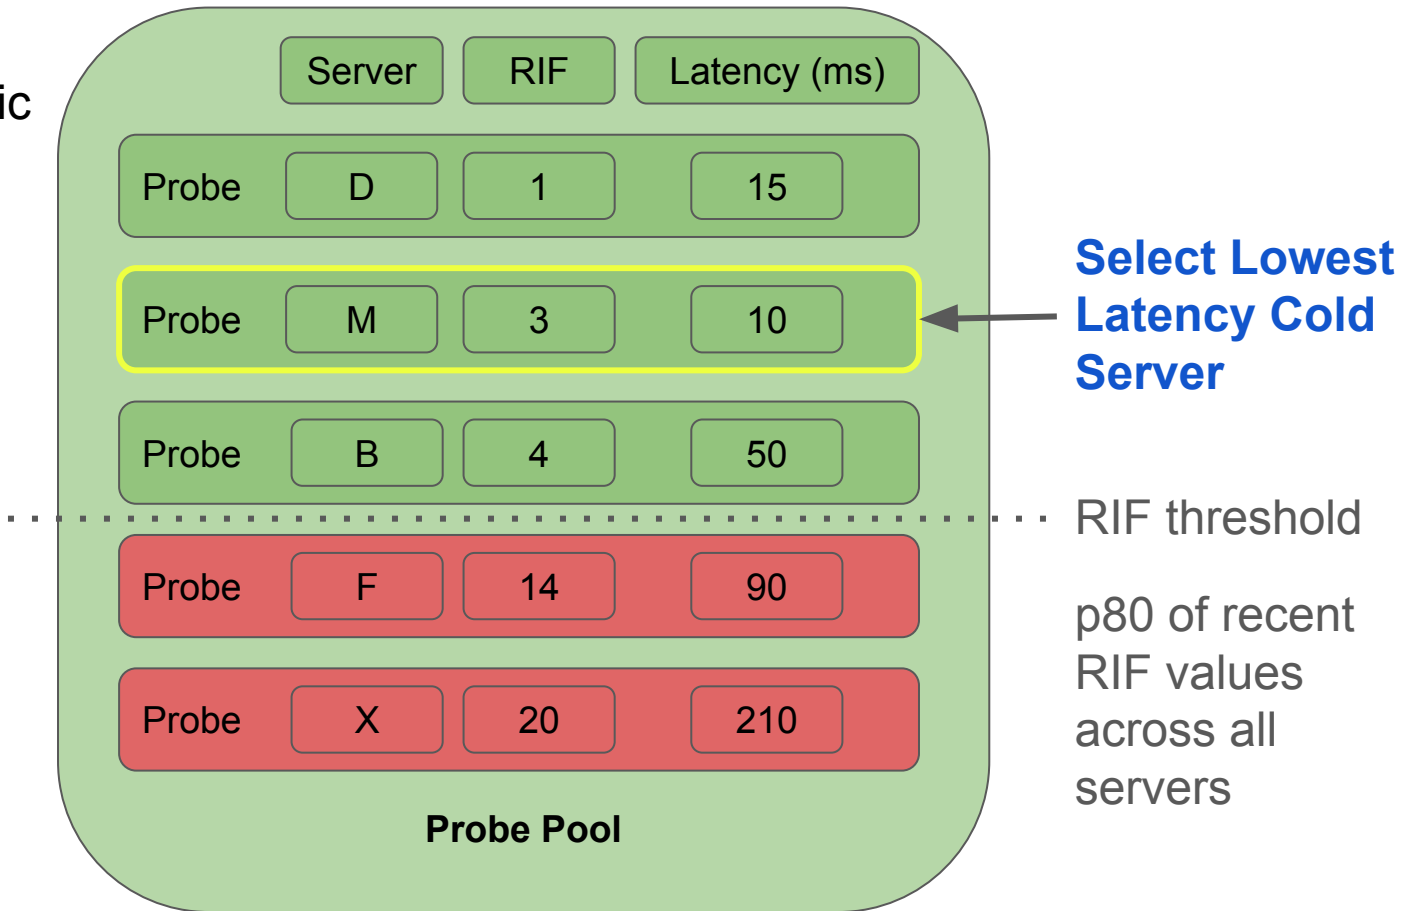 ic
Server RIF Latency (ms)
Probe D 1 15
Probe M 3 10
Probe B 4 50
Probe F 14 90
Probe X 20 210
Probe Pool
Select Lowest
Latency Cold
Server
RIF threshold
p80 of recent
RIF values
across all
servers